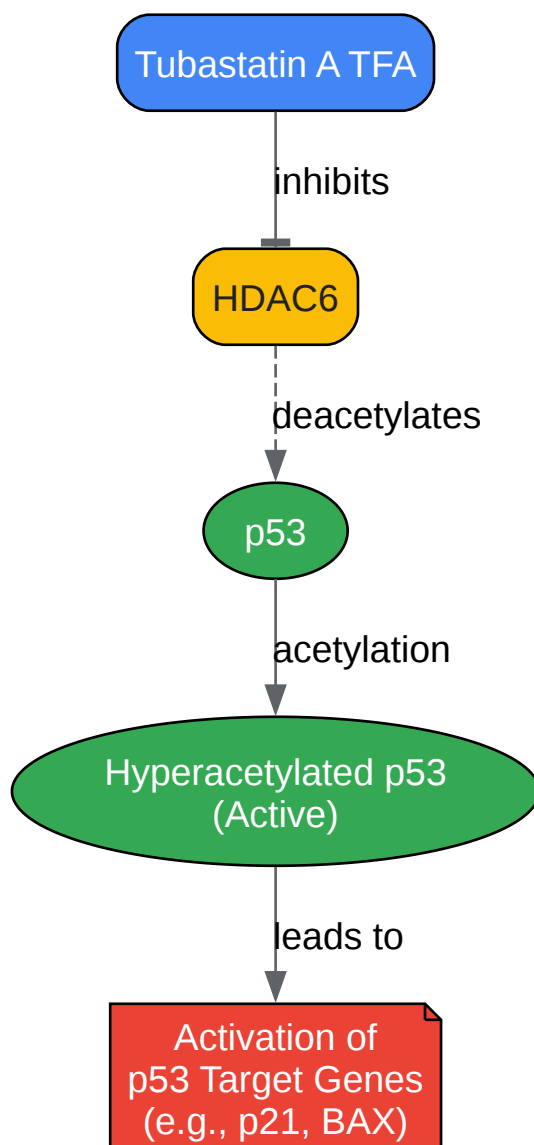 Tubastatin A TFA
inhibits
HDAC6
deacetylates
p53
acetylation
Hyperacetylated p53
(Active)
leads to
Activation of
p53 Target Genes
(e.g., p21, BAX)